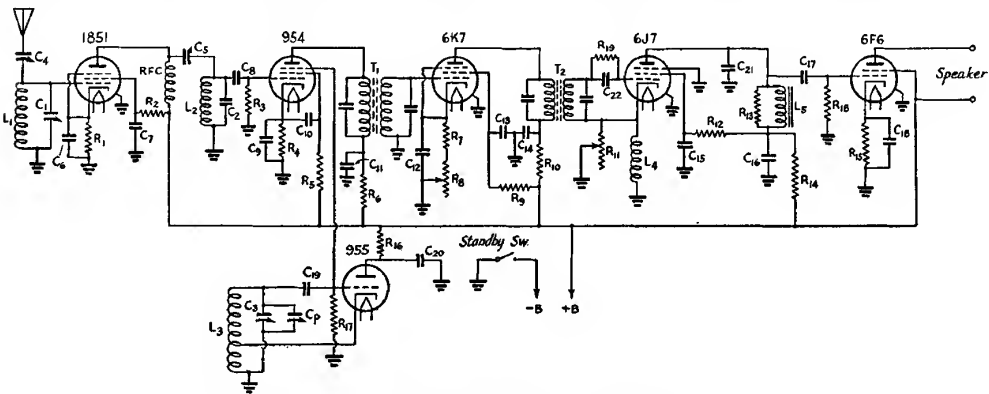 1851
954
6K7
6J7
6F6
C4
C5
C8
RFC
L1
C1
C6
R1
R2
C7
L2
C2
R3
C9
R4
C10
R5
T1
C11
R6
C12
R7
R8
C13
C14
R9
T2
R10
R19
C22
R11
L4
C15
R12
C21
R13
L5
C16
R14
C17
R18
R15
C18
Speaker
955
R16
C20
C19
L3
C3
Cp
R17
Standby Sw.
-B
+B